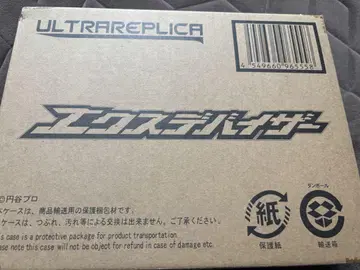 ULTRAREPLICA
4 549660 965558
エクスデバイザー
©円谷プロ
ケースは、商品輸送用の保護梱包材です。
ケースは、つぶれ、汚れ等による交換は出来ません。ご了承ください。
s case is a protective package for product transportation.
ase note this case will not be object for refund in case of damage etc.
紙
保護紙
ダンボール
輸送箱